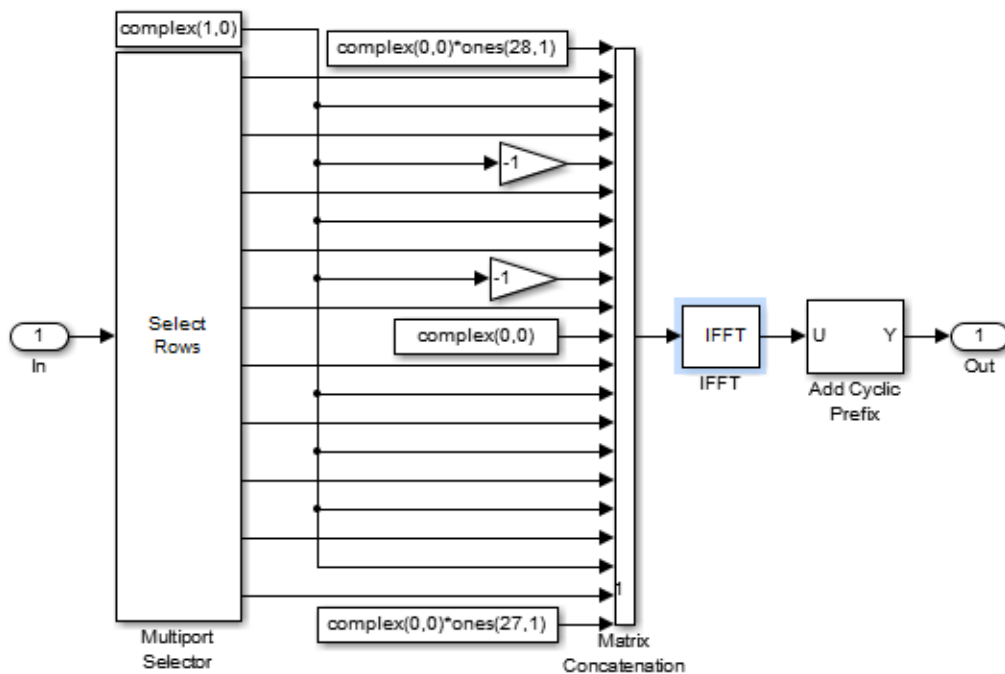 complex(1,0)
complex(0,0)*ones(28,1)
-1
-1
Select
Rows
1
In
complex(0,0)
IFFT
IFFT
U Y
Add Cyclic
Prefix
1
Out
1
complex(0,0)*ones(27,1)
Multiport
Selector
Matrix
Concatenation